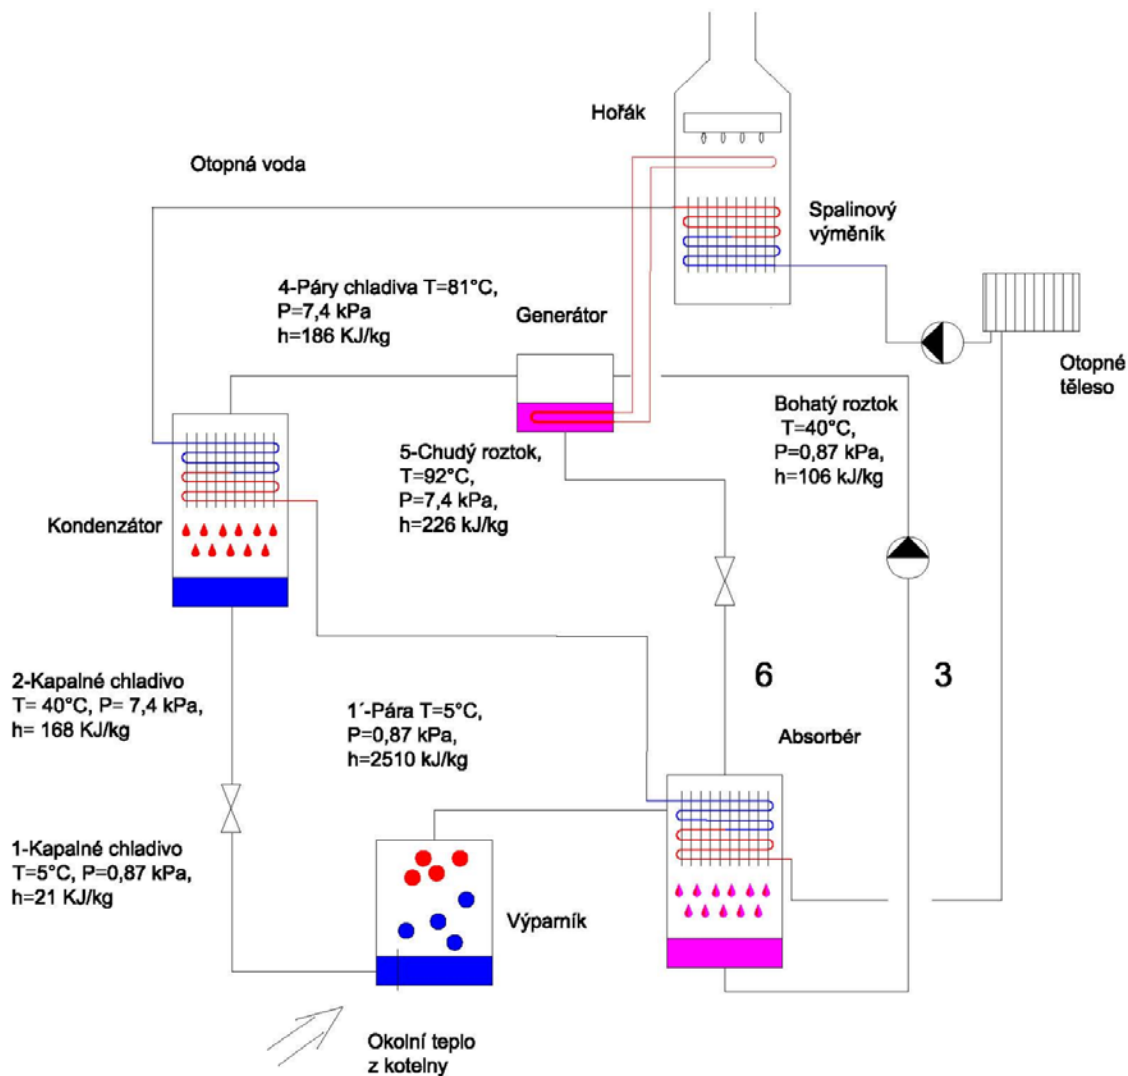 Hořák
Otopná voda
Spalinový
výměník
4-Páry chladiva T=81°C,
P=7,4 kPa
h=186 KJ/kg
Generátor
Otopné
těleso
Bohatý roztok
T=40°C,
P=0,87 kPa,
h=106 kJ/kg
5-Chudý roztok,
T=92°C,
P=7,4 kPa,
h=226 kJ/kg
Kondenzátor
2-Kapalné chladivo
T= 40°C, P= 7,4 kPa,
h= 168 KJ/kg
6
3
1´-Pára T=5°C,
P=0,87 kPa,
h=2510 kJ/kg
Absorbér
1-Kapalné chladivo
T=5°C, P=0,87 kPa,
h=21 KJ/kg
Výparník
Okolní teplo
z kotelny